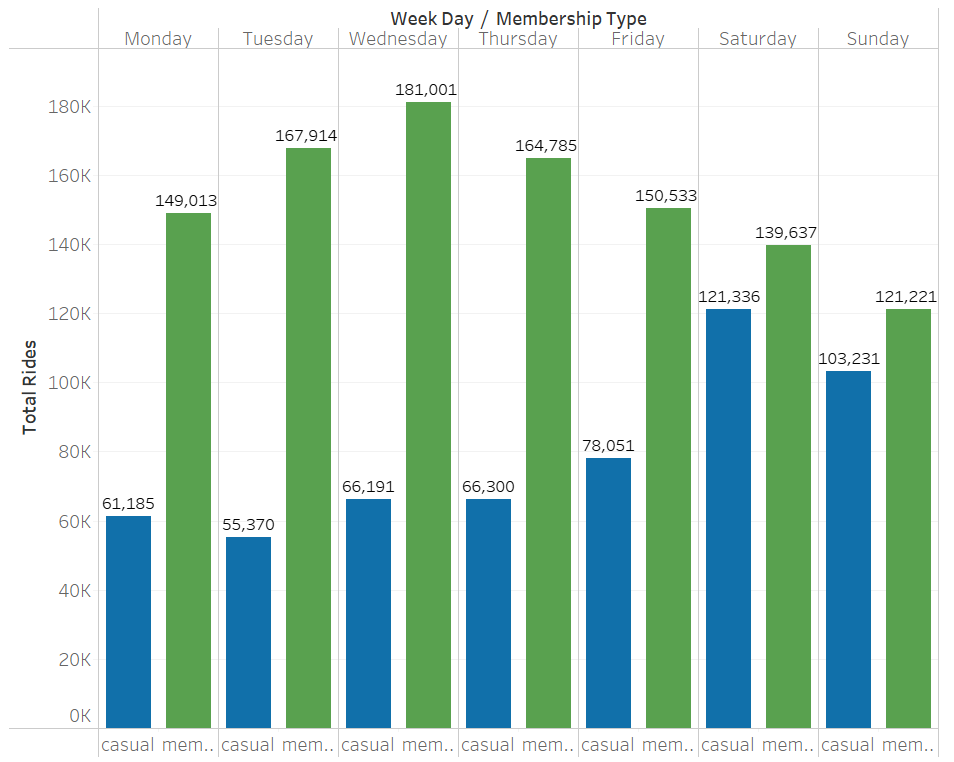 Week Day / Membership Type
Monday Tuesday Wednesday Thursday Friday Saturday Sunday
Total Rides
180K
160K
140K
120K
100K
80K
60K
40K
20K
0K
61,185 149,013
55,370 167,914
66,191 181,001
66,300 164,785
78,051 150,533
121,336 139,637
103,231 121,221
casual mem.. casual mem.. casual mem.. casual mem.. casual mem.. casual mem.. casual mem..